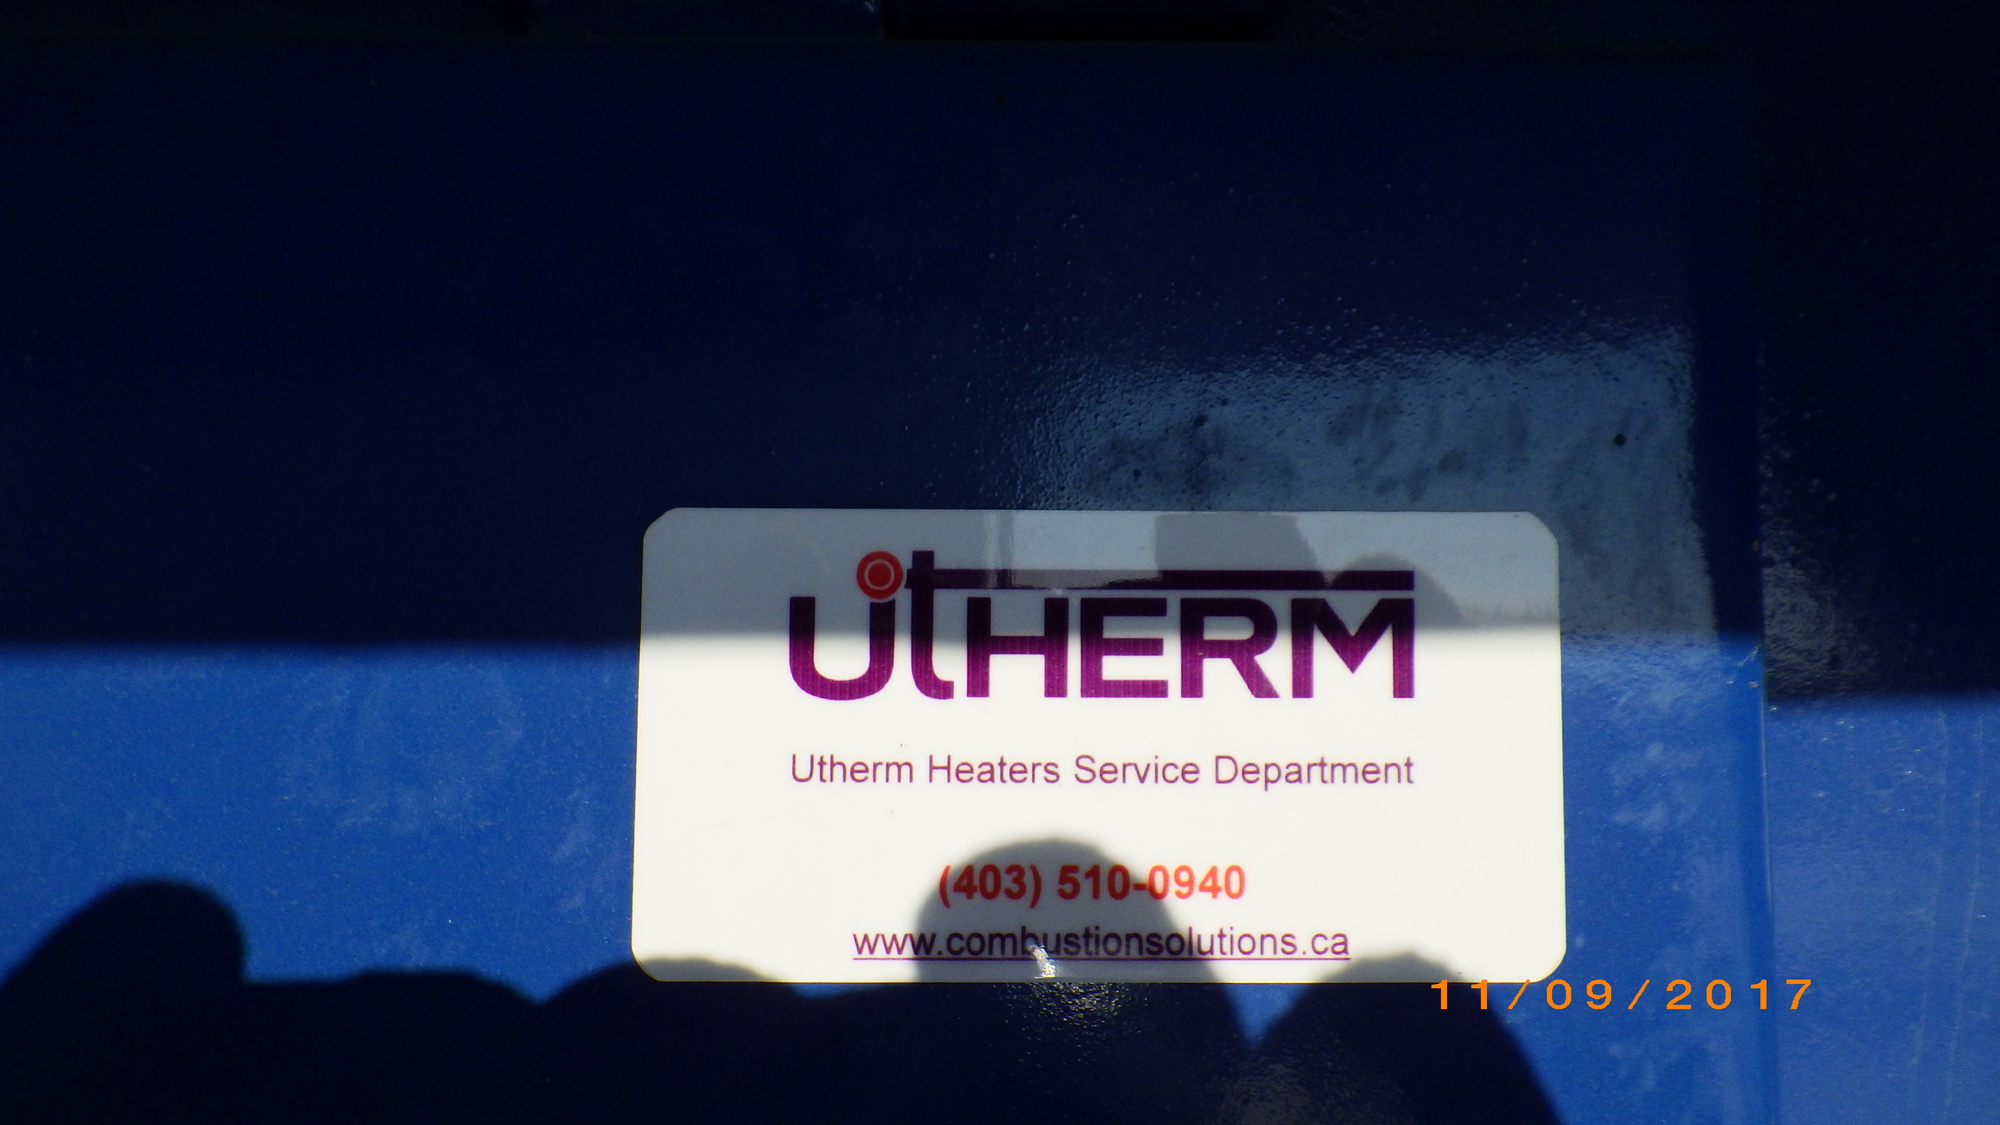 UtHERM
Utherm Heaters Service Department
(403) 510-0940
www.combustionsolutions.ca
11/09/2017